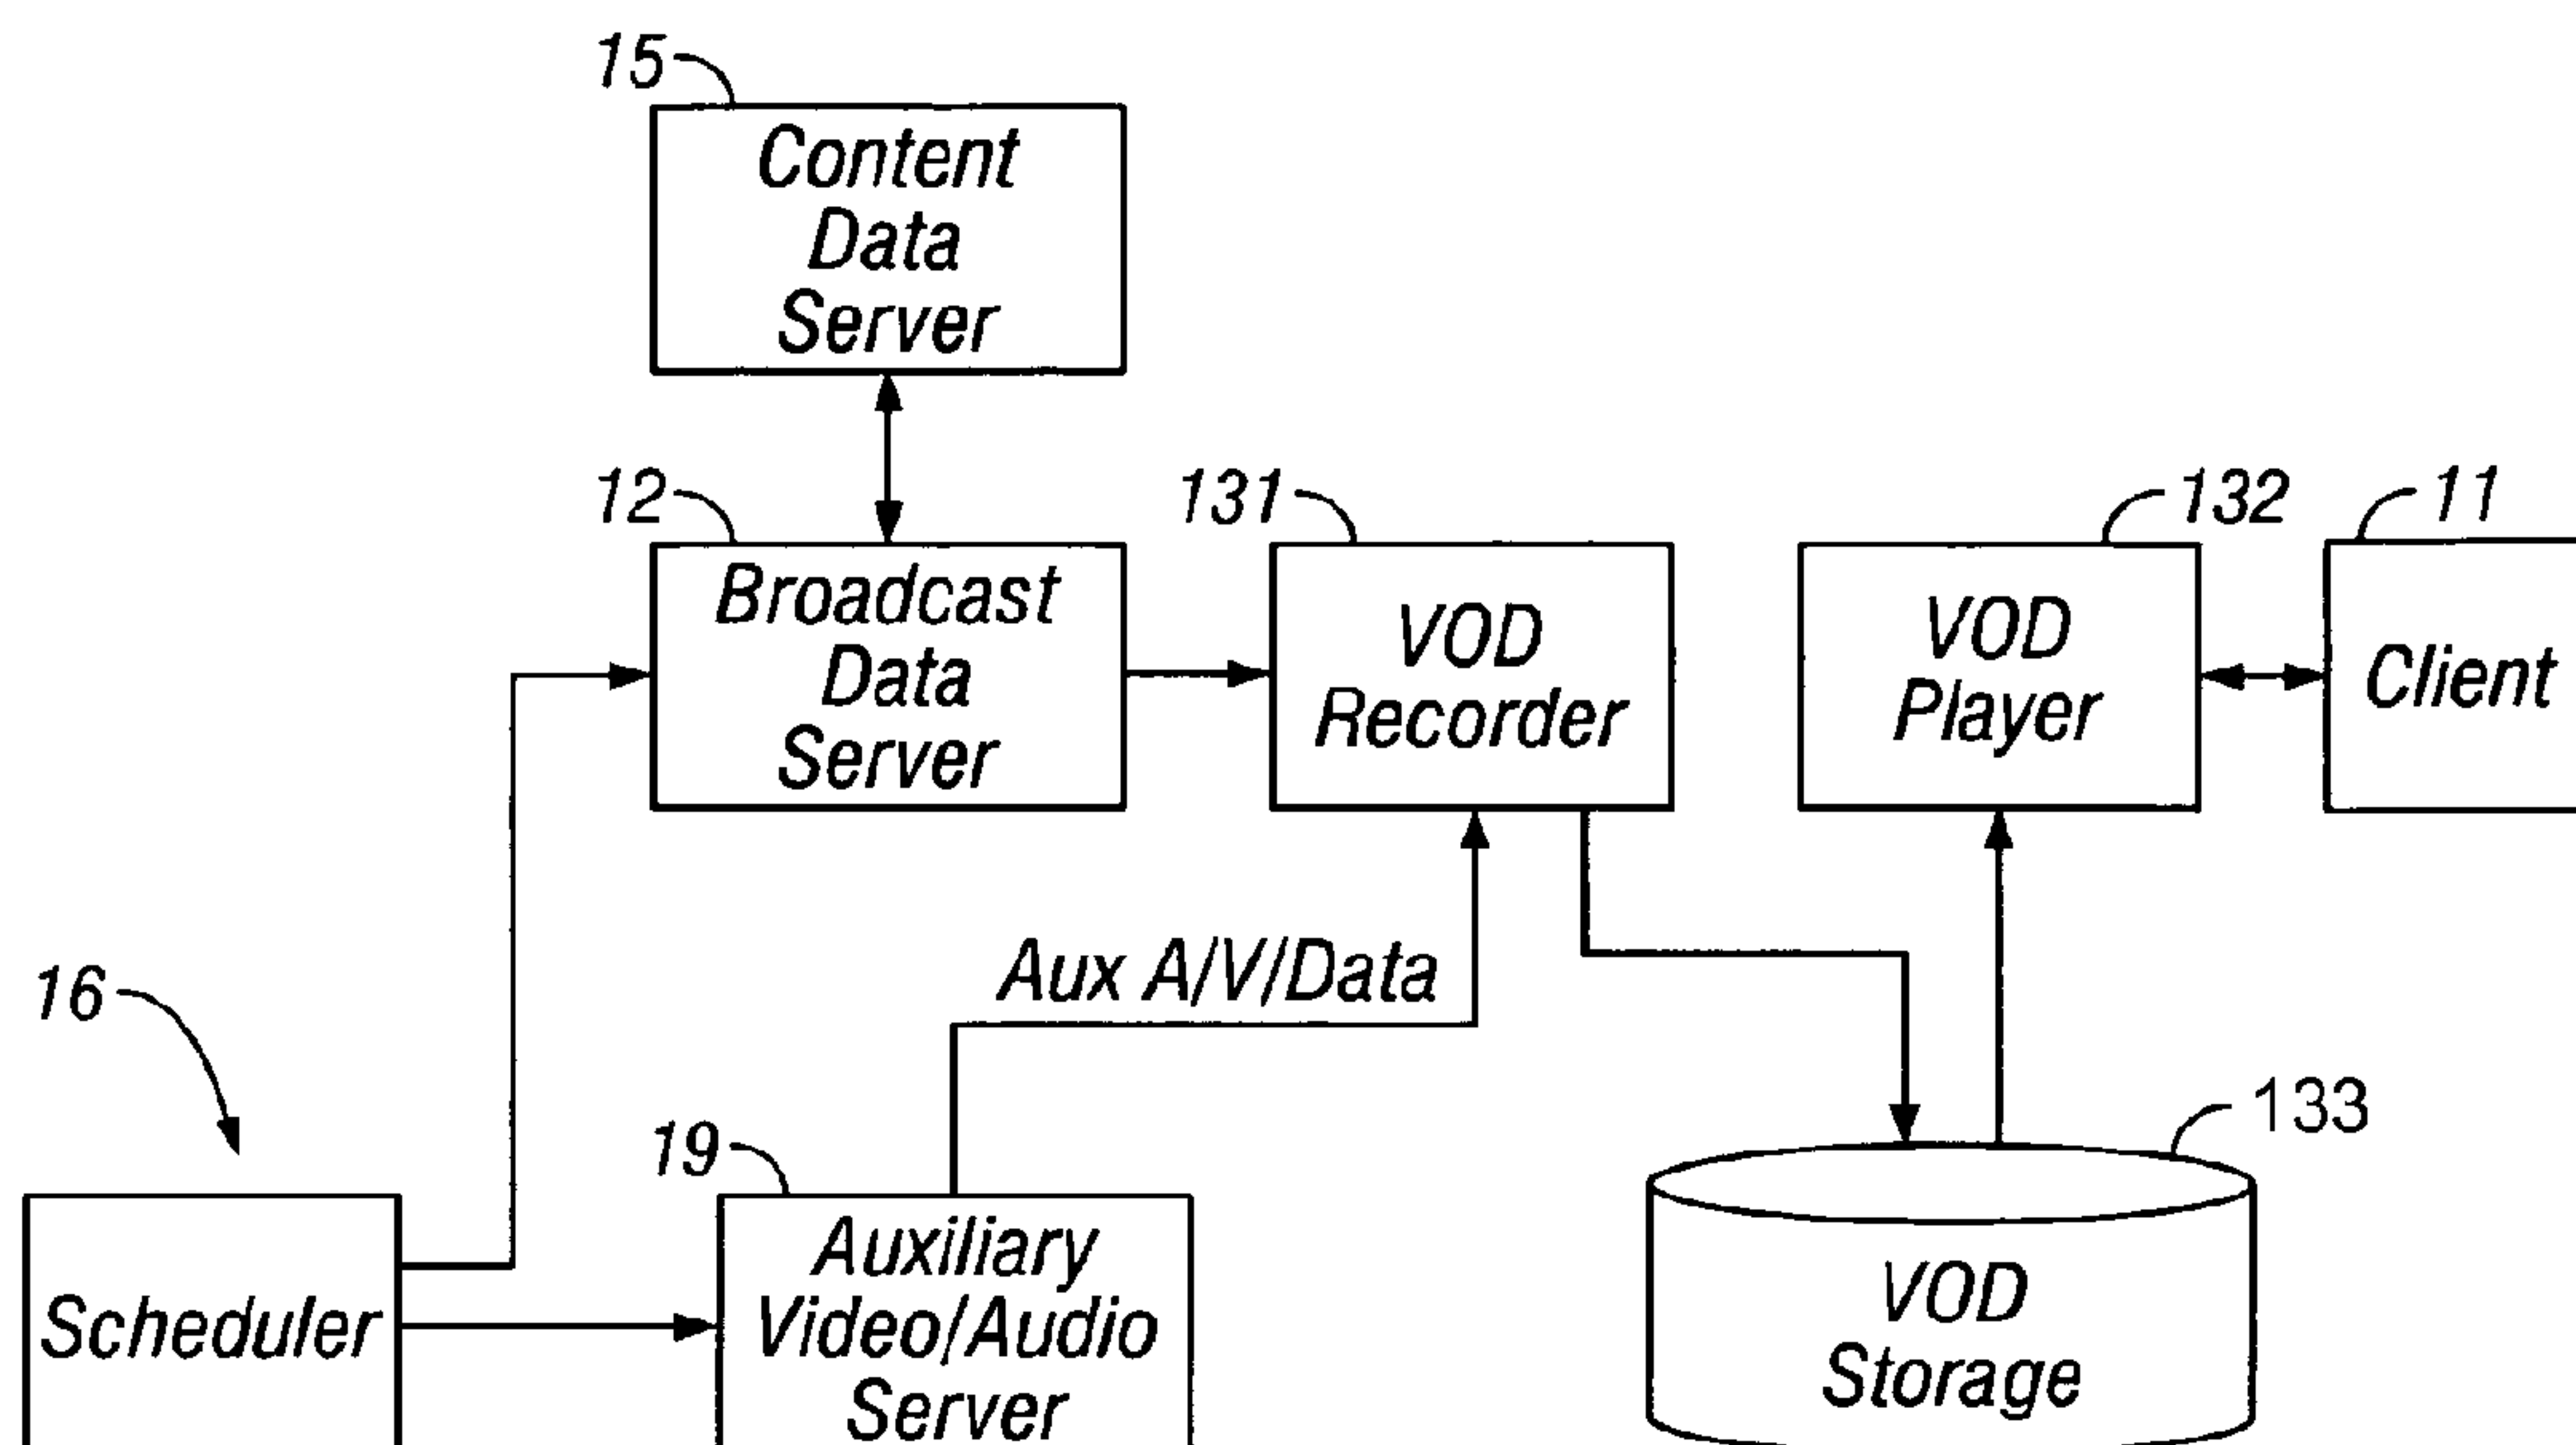 15
Content
Data
Server
12
Broadcast
Data
Server
131
VOD
Recorder
132
VOD
Player
11
Client
Aux A/V/Data
16
Scheduler
19
Auxiliary
Video/Audio
Server
133
VOD
Storage